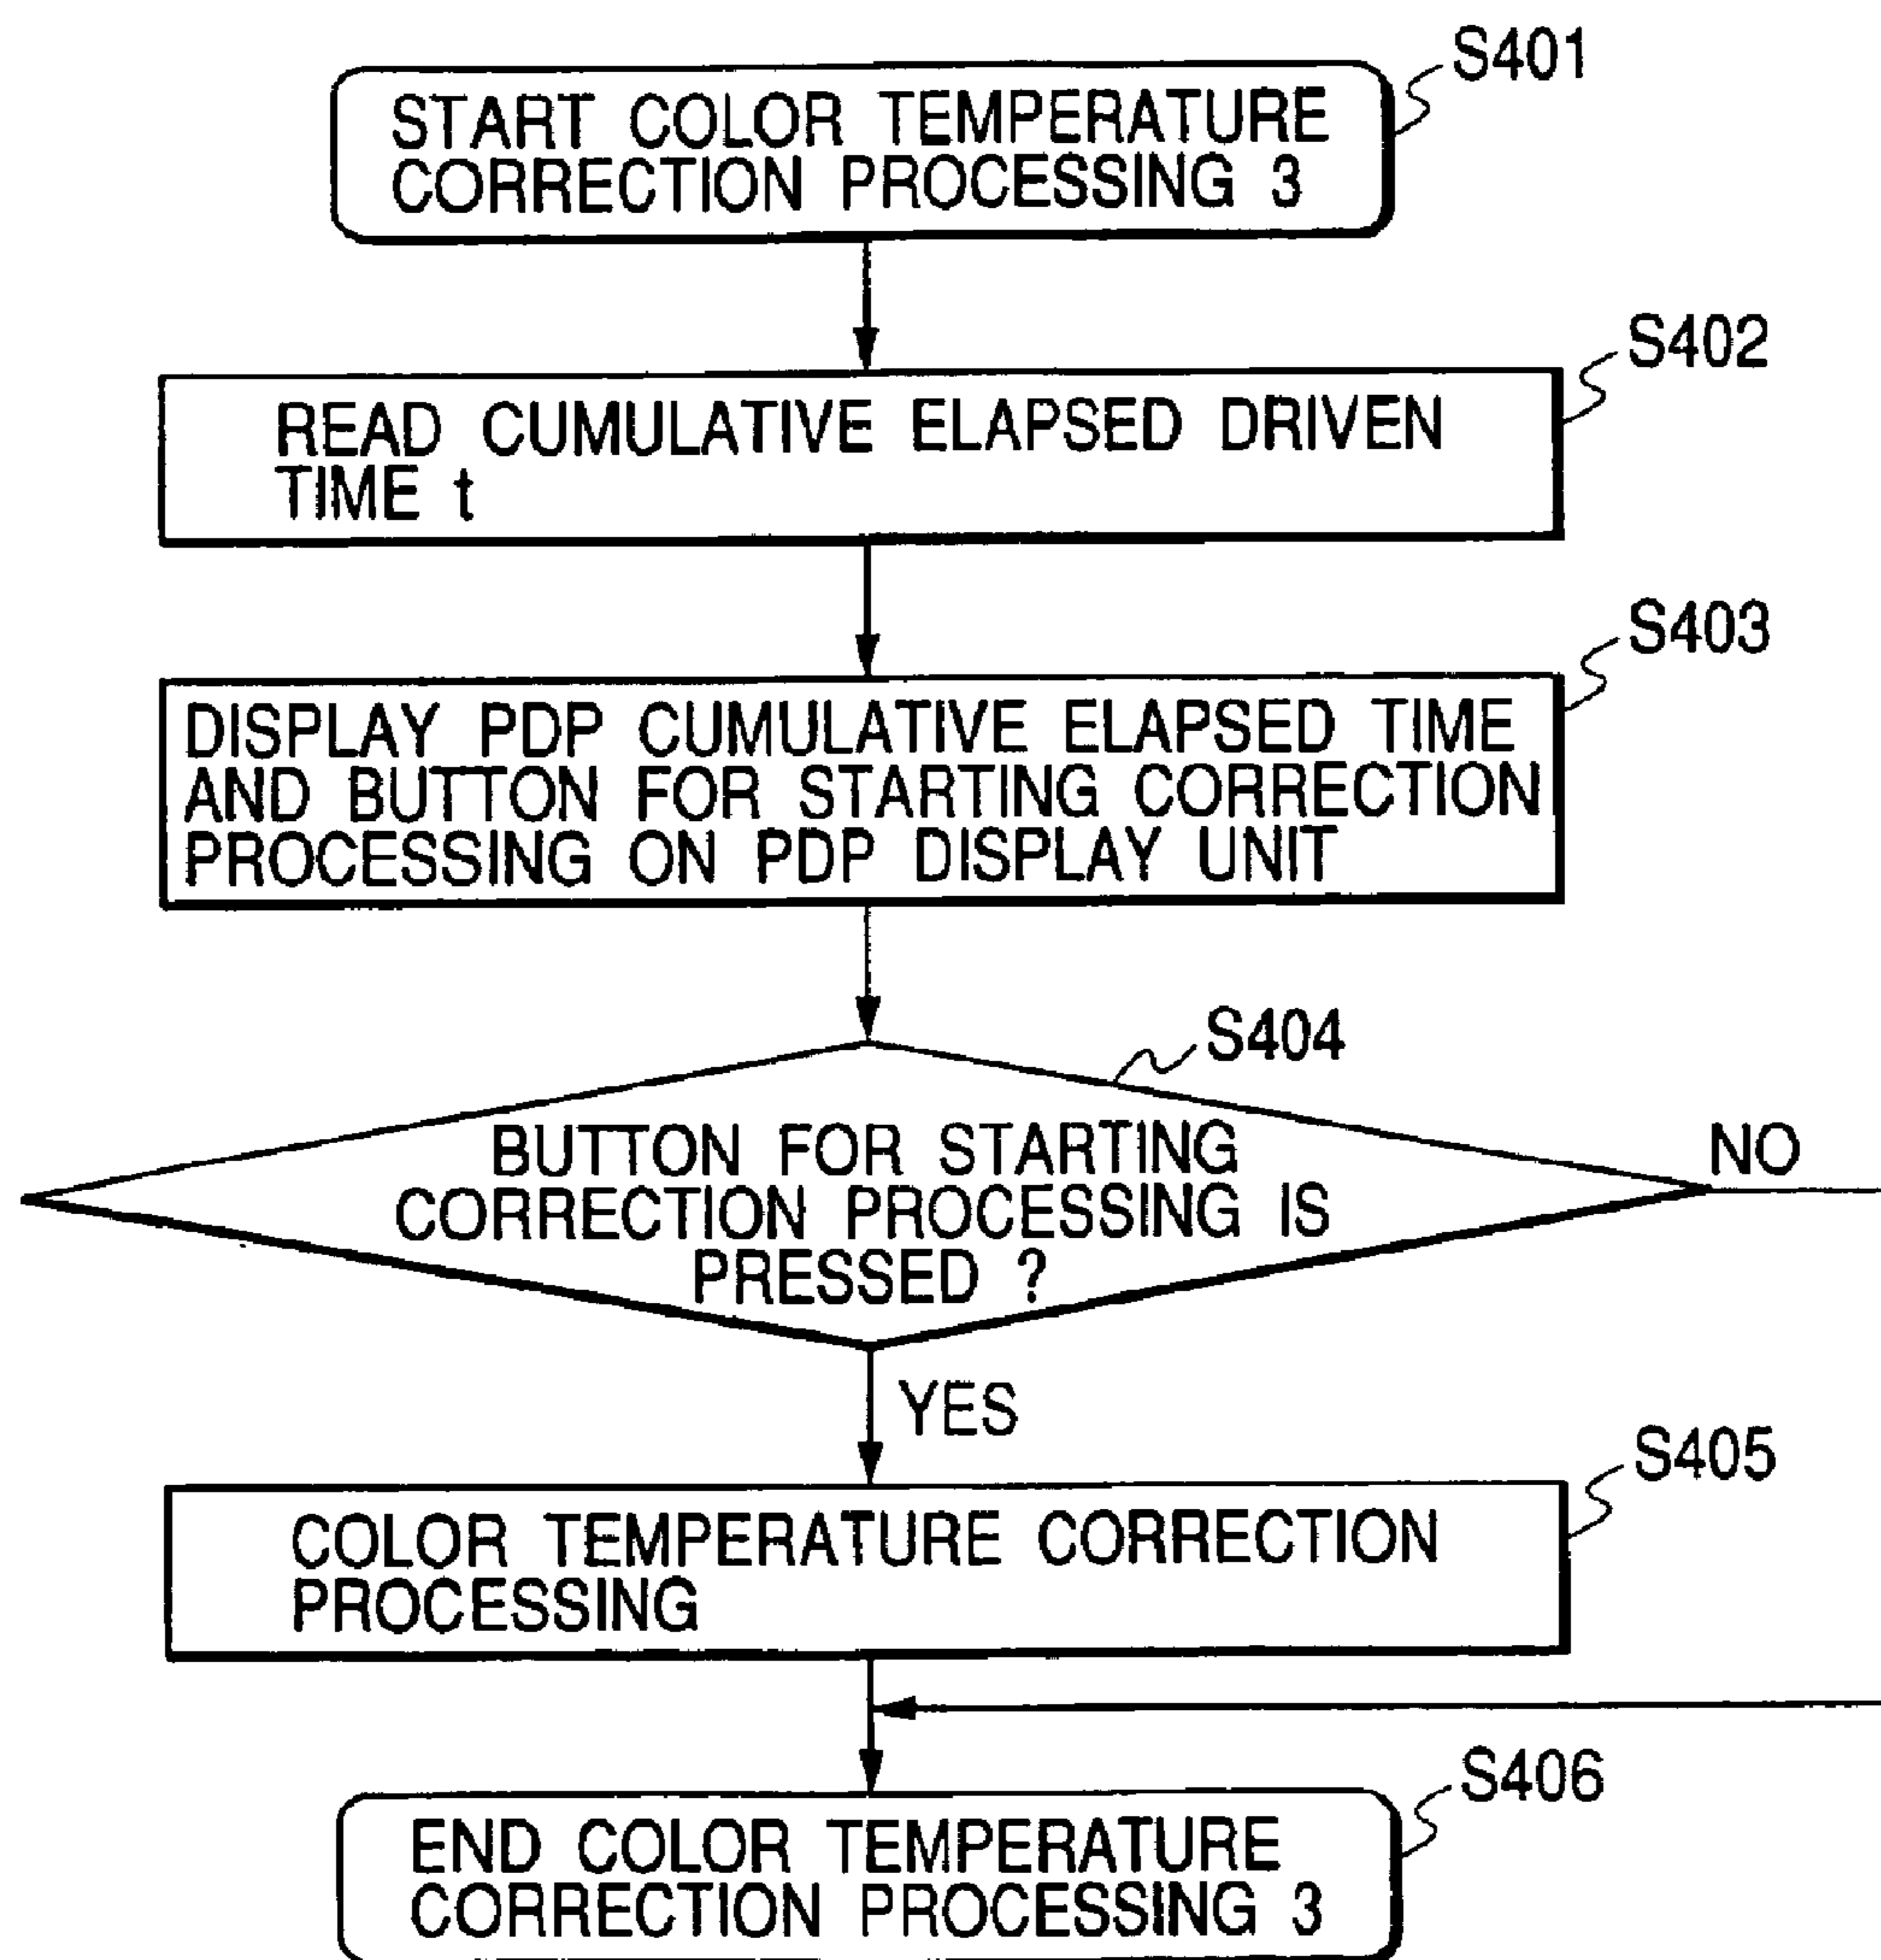 S401
START COLOR TEMPERATURE
CORRECTION PROCESSING 3
S402
READ CUMULATIVE ELAPSED DRIVEN
TIME t
S403
DISPLAY PDP CUMULATIVE ELAPSED TIME
AND BUTTON FOR STARTING CORRECTION
PROCESSING ON PDP DISPLAY UNIT
S404
BUTTON FOR STARTING
CORRECTION PROCESSING IS
PRESSED ?
NO
YES
S405
COLOR TEMPERATURE CORRECTION
PROCESSING
S406
END COLOR TEMPERATURE
CORRECTION PROCESSING 3